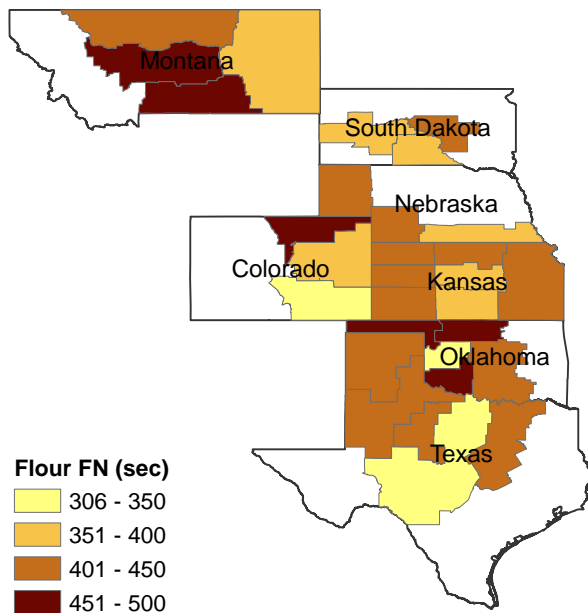 Montana
South Dakota
Nebraska
Colorado
Kansas
Oklahoma
Texas
Flour FN (sec)
306 - 350
351 - 400
401 - 450
451 - 500